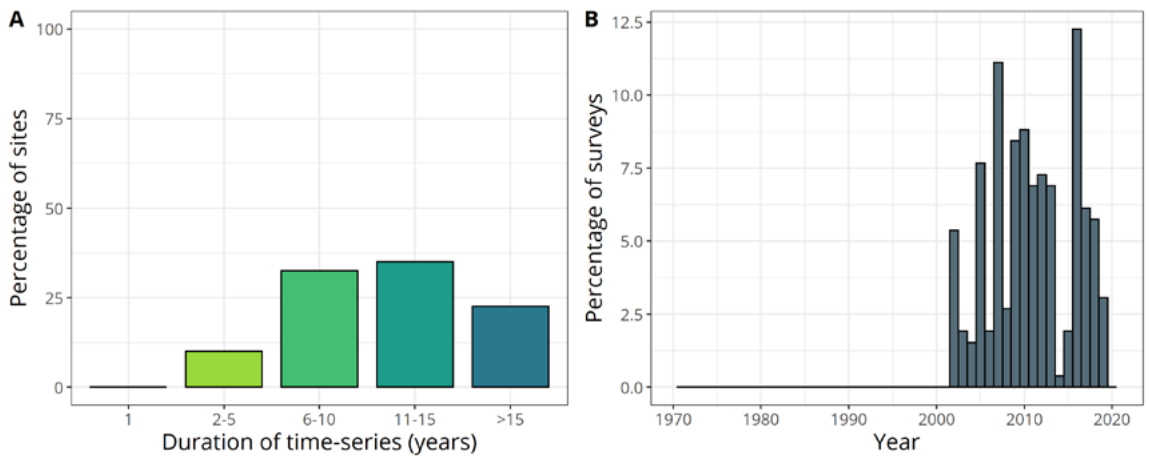 A
Percentage of sites
100
75
50
25
0
1 2-5 6-10 11-15 >15
Duration of time-series (years)
B
Percentage of surveys
12.5
10.0
7.5
5.0
2.5
0.0
1970 1980 1990 2000 2010 2020
Year